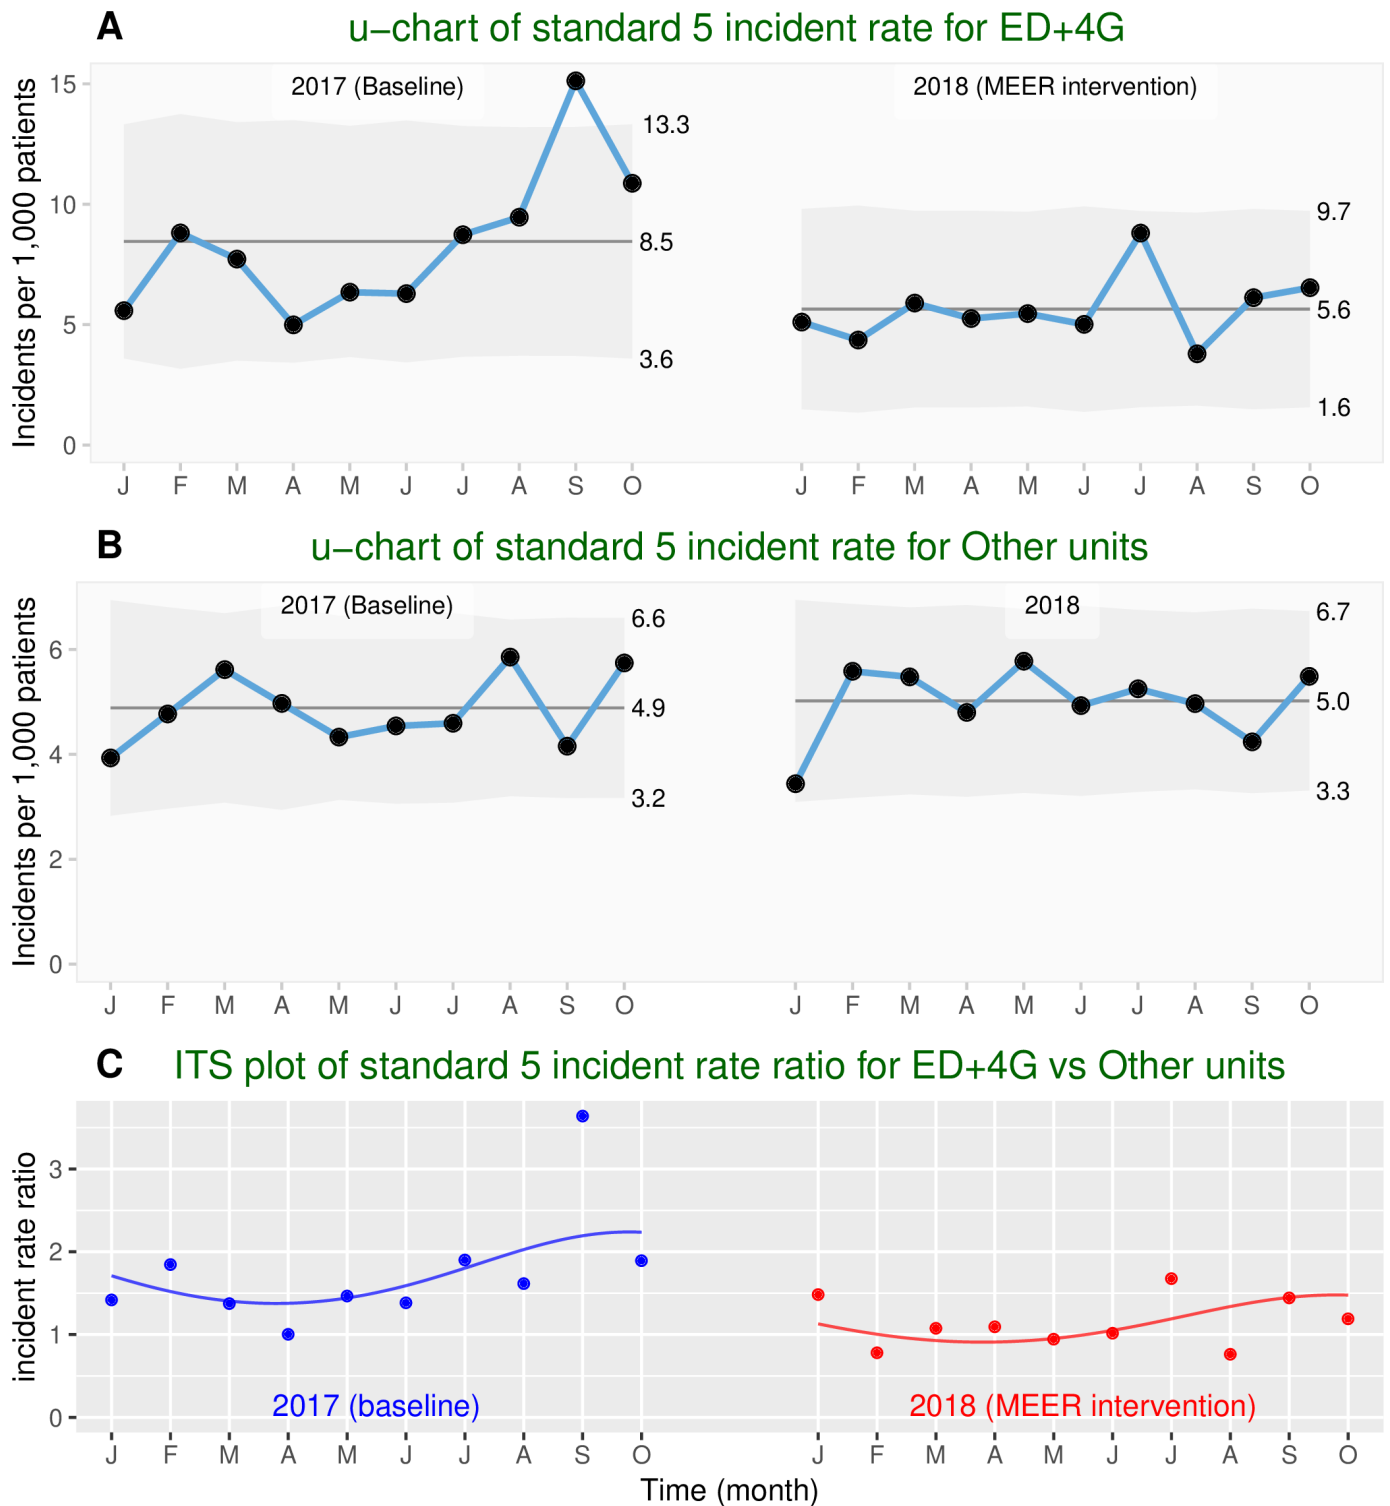 A
u−chart of standard 5 incident rate for ED+4G
Incidents per 1,000 patients
2017 (Baseline)
2018 (MEER intervention)
15
10
5
0
13.3
8.5
3.6
9.7
5.6
1.6
J F M A M J J A S O
J F M A M J J A S O
B
u−chart of standard 5 incident rate for Other units
Incidents per 1,000 patients
2017 (Baseline)
2018
6
4
2
0
6.6
4.9
3.2
6.7
5.0
3.3
J F M A M J J A S O
J F M A M J J A S O
C
ITS plot of standard 5 incident rate ratio for ED+4G vs Other units
incident rate ratio
3
2
1
0
2017 (baseline)
2018 (MEER intervention)
J F M A M J J A S O
J F M A M J J A S O
Time (month)